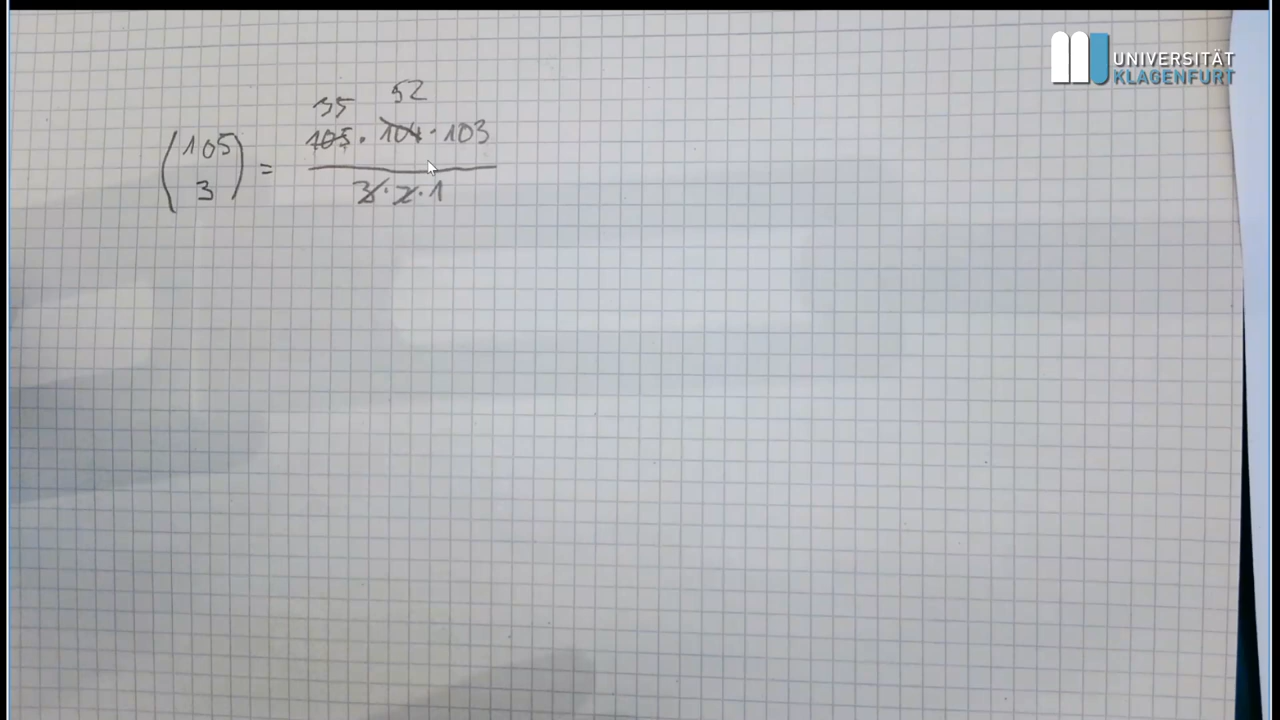 UNIVERSITÄT
KLAGENFURT
35 52
(105 3) = 105 · 104 · 103
3 · 2 · 1